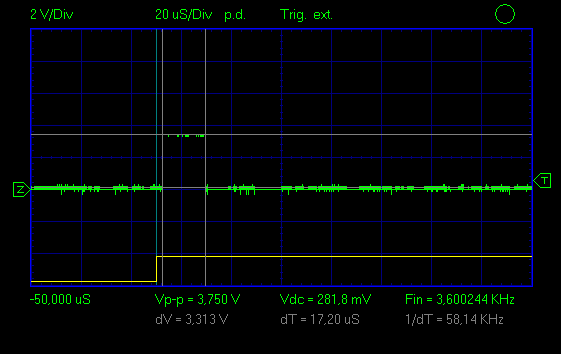 2 V/Div 20 uS/Div p.d. Trig. ext.
Z
T
-50,000 uS Vp-p = 3,750 V Vdc = 281,8 mV Fin = 3,600244 KHz
dV = 3,313 V dT = 17,20 uS 1/dT = 58,14 KHz